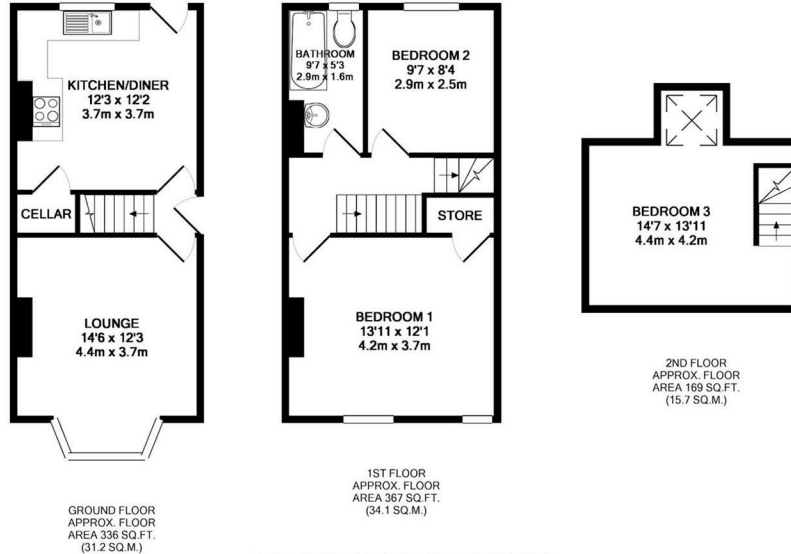 KITCHEN/DINER
12'3 x 12'2
3.7m x 3.7m
CELLAR
LOUNGE
14'6 x 12'3
4.4m x 3.7m
GROUND FLOOR
APPROX. FLOOR
AREA 336 SQ.FT.
(31.2 SQ.M.)
BATHROOM
9'7 x 5'3
2.9m x 1.6m
BEDROOM 2
9'7 x 8'4
2.9m x 2.5m
STORE
BEDROOM 1
13'11 x 12'1
4.2m x 3.7m
1ST FLOOR
APPROX. FLOOR
AREA 367 SQ.FT.
(34.1 SQ.M.)
BEDROOM 3
14'7 x 13'11
4.4m x 4.2m
2ND FLOOR
APPROX. FLOOR
AREA 169 SQ.FT.
(15.7 SQ.M.)